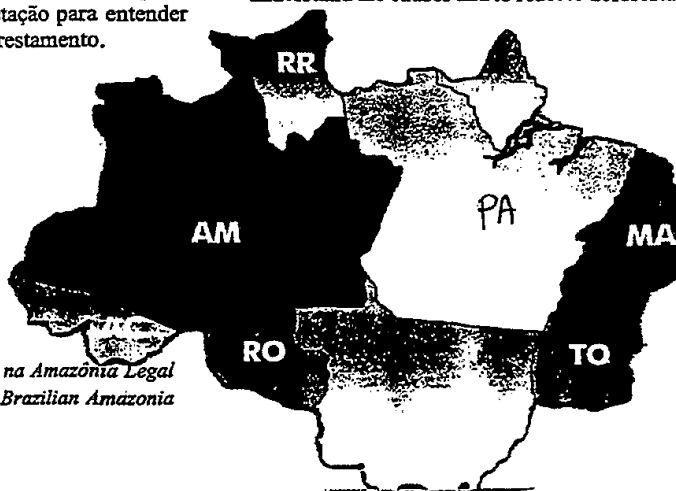 tação para entender
restamento.
RR
AM
PA
MA
RO
TO
na Amazônia Legal
Brazilian Amazonia